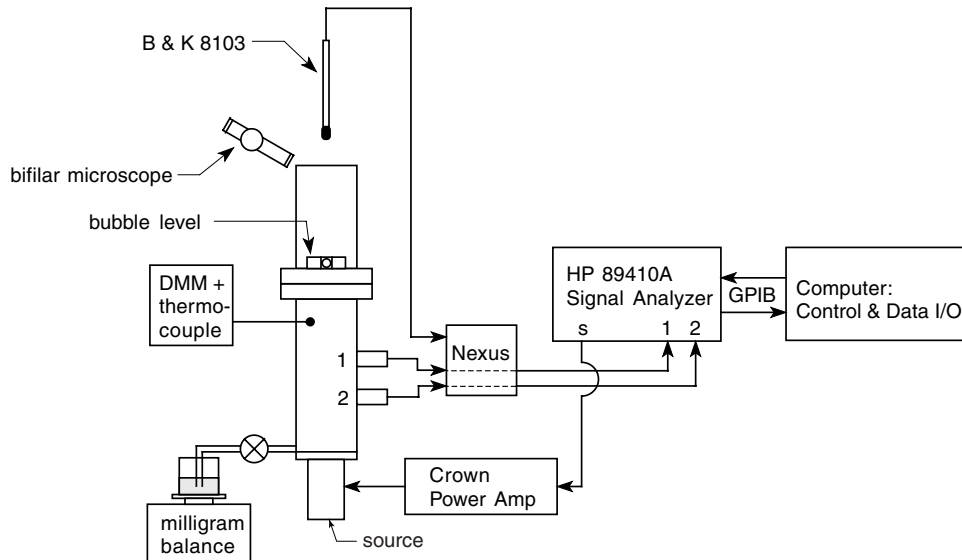 B & K 8103
bifilar microscope
bubble level
DMM +
thermo-
couple
HP 89410A
Signal Analyzer
s
1
2
GPIB
Computer:
Control & Data I/O
Nexus
1
2
Crown
Power Amp
milligram
balance
source